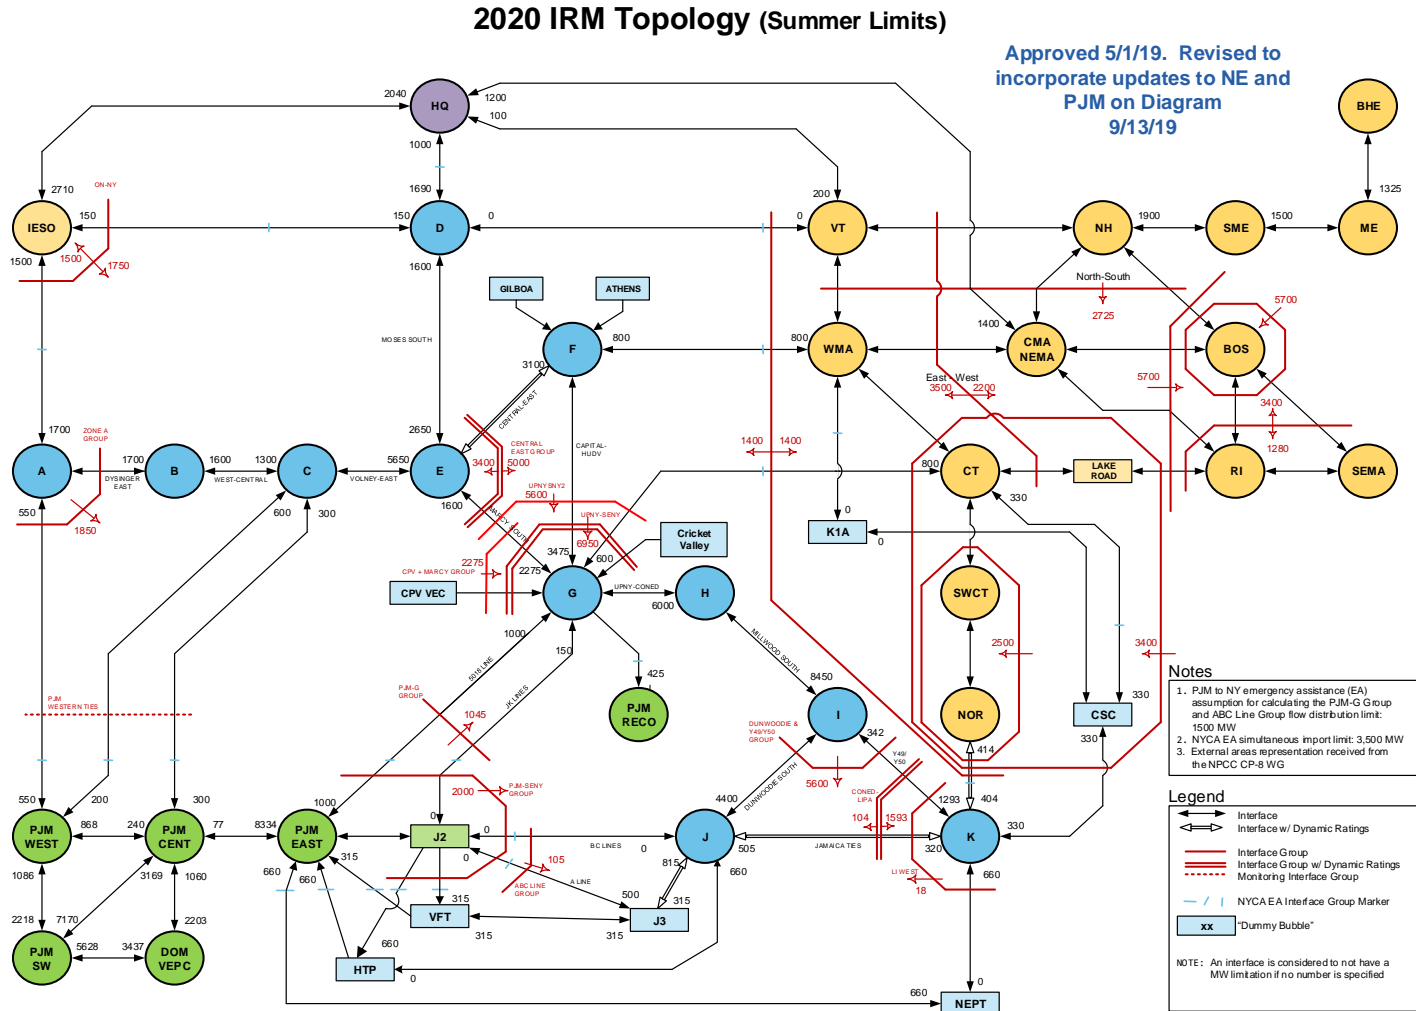 2020 IRM Topology (Summer Limits)
Approved 5/1/19.  Revised to
incorporate updates to NE and
PJM on Diagram
9/13/19
2040
HQ
1200
100
1000
BHE
1325
2710
ON-NY
IESO
150
1500
1750
1500
1690
150
D
0
1600
200
0
VT
NH
1900
SME
1500
ME
North-South
2725
GILBOA
ATHENS
MOSES SOUTH
F
800
3100
CENTRAL-EAST
800
WMA
1400
CMA
NEMA
5700
BOS
East - West
3500
2200
5700
3400
1280
1700
ZONE A
GROUP
A
1700
DYSINGER
EAST
B
1600
WEST-CENTRAL
1300
C
VOLNEY-EAST
5650
2650
E
1600
CENTRAL
EAST GROUP
3400
5000
CAPITAL-
HUDV
1400
1400
800
CT
330
LAKE
ROAD
RI
SEMA
550
1850
600
300
MARCY SOUTH
UPNYSNY2
5600
UPNY-SENY
6950
K1A
0
0
Cricket
Valley
2275
CPV + MARCY GROUP
2275
3475
600
CPV VEC
G
UPNY-CONED
6000
H
SWCT
1000
150
5018 LINE
JK LINES
MILLWOOD SOUTH
2500
3400
425
PJM
RECO
8450
I
342
NOR
414
330
CSC
330
PJM
WESTERN TIES
PJM-G
GROUP
1045
DUNWOODIE &
Y49/Y50
GROUP
5600
Y49/
Y50
Notes
1. PJM to NY emergency assistance (EA)
assumption for calculating the PJM-G Group
and ABC Line Group flow distribution limit:
1500 MW
2. NYCA EA simultaneous import limit: 3,500 MW
3. External areas representation received from
the NPCC CP-8 WG
550
200
300
1000
2000
PJM-SENY
GROUP
DUNWOODIE SOUTH
4400
CONED-
LIPA
104
1593
1293
404
PJM
WEST
868
240
PJM
CENT
77
8334
PJM
EAST
0
J2
0
0
BC LINES
0
J
505
JAMAICA TIES
320
K
330
1086
3169
1060
315
660
660
A LINE
105
ABC LINE
GROUP
815
660
LI WEST
18
660
2218
7170
2203
315
VFT
315
500
315
J3
315
PJM
SW
5628
3437
DOM
VEPC
660
HTP
0
0
660
NEPT
Legend
Interface
Interface w/ Dynamic Ratings
Interface Group
Interface Group w/ Dynamic Ratings
Monitoring Interface Group
NYCA EA Interface Group Marker
xx
“Dummy Bubble”
NOTE: An interface is considered to not have a
MW limitation if no number is specified